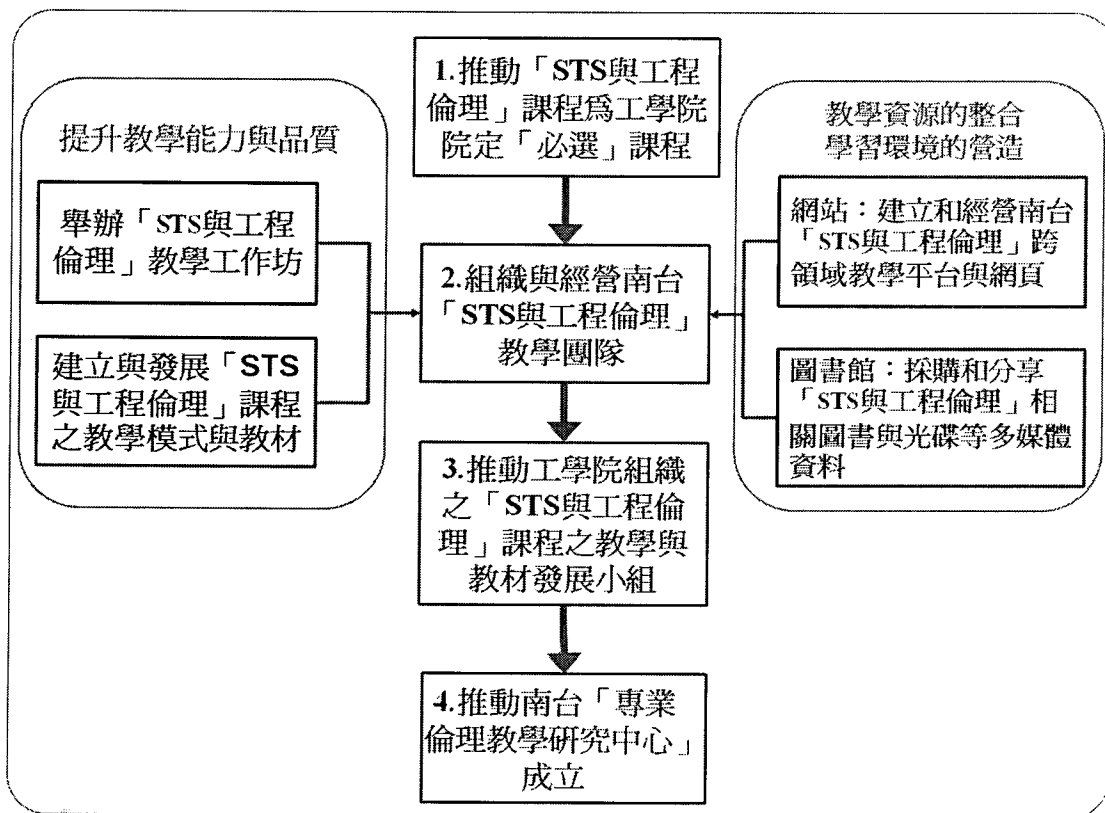 1.推動「STS與工程
倫理」課程爲工學院
院定「必選」課程
提升教學能力與品質
舉辦「STS與工程
倫理」教學工作坊
建立與發展「STS
與工程倫理」課程
之教學模式與教材
2.組織與經營南台
「STS與工程倫理」
教學團隊
教學資源的整合
學習環境的營造
網站：建立和經營南台
「STS與工程倫理」跨
領域教學平台與網頁
圖書館：採購和分享
「STS與工程倫理」相
關圖書與光碟等多媒體
資料
3.推動工學院組織
之「STS與工程倫
理」課程之教學與
教材發展小組
4.推動南台「專業
倫理教學研究中心」
成立